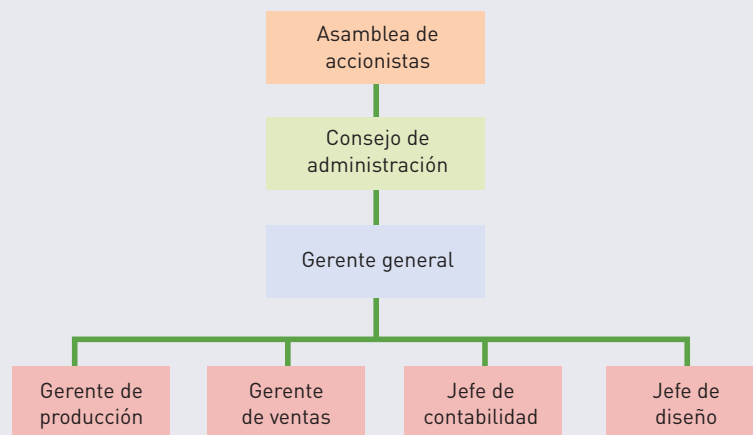 Asamblea de
accionistas
Consejo de
administración
Gerente general
Gerente de
producción
Gerente
de ventas
Jefe de
contabilidad
Jefe de
diseño